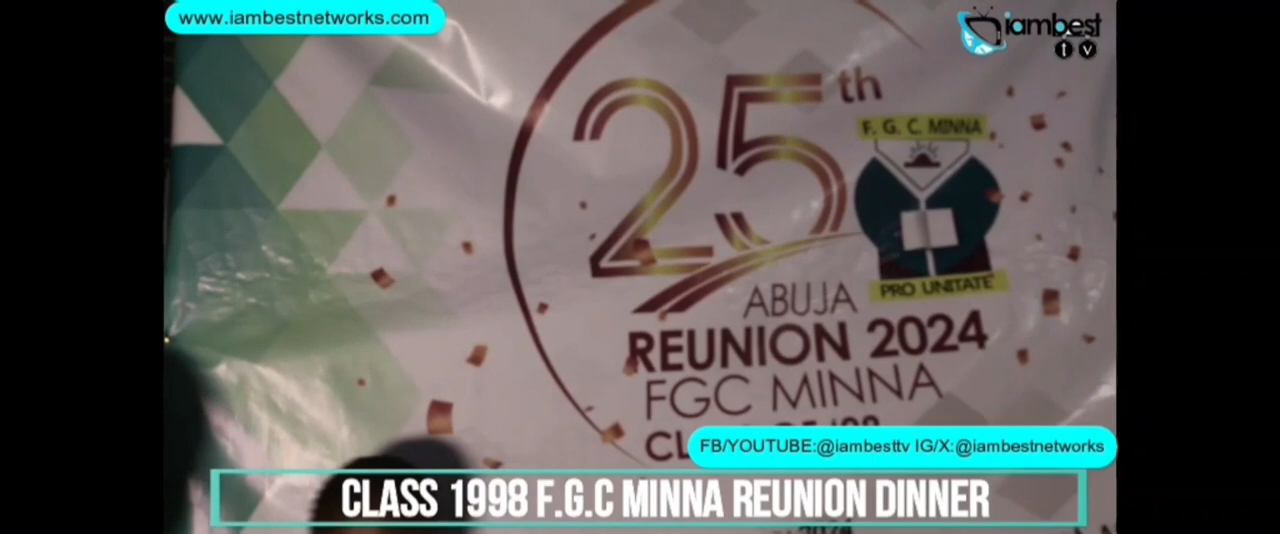 www.iambestnetworks.com
iambest
tv
25th
F. G. C. MINNA
PRO UNITATE
ABUJA
REUNION 2024
FGC MINNA
FB/YOUTUBE:@iambesttv IG/X:@iambestnetworks
CLASS 1998 F.G.C MINNA REUNION DINNER